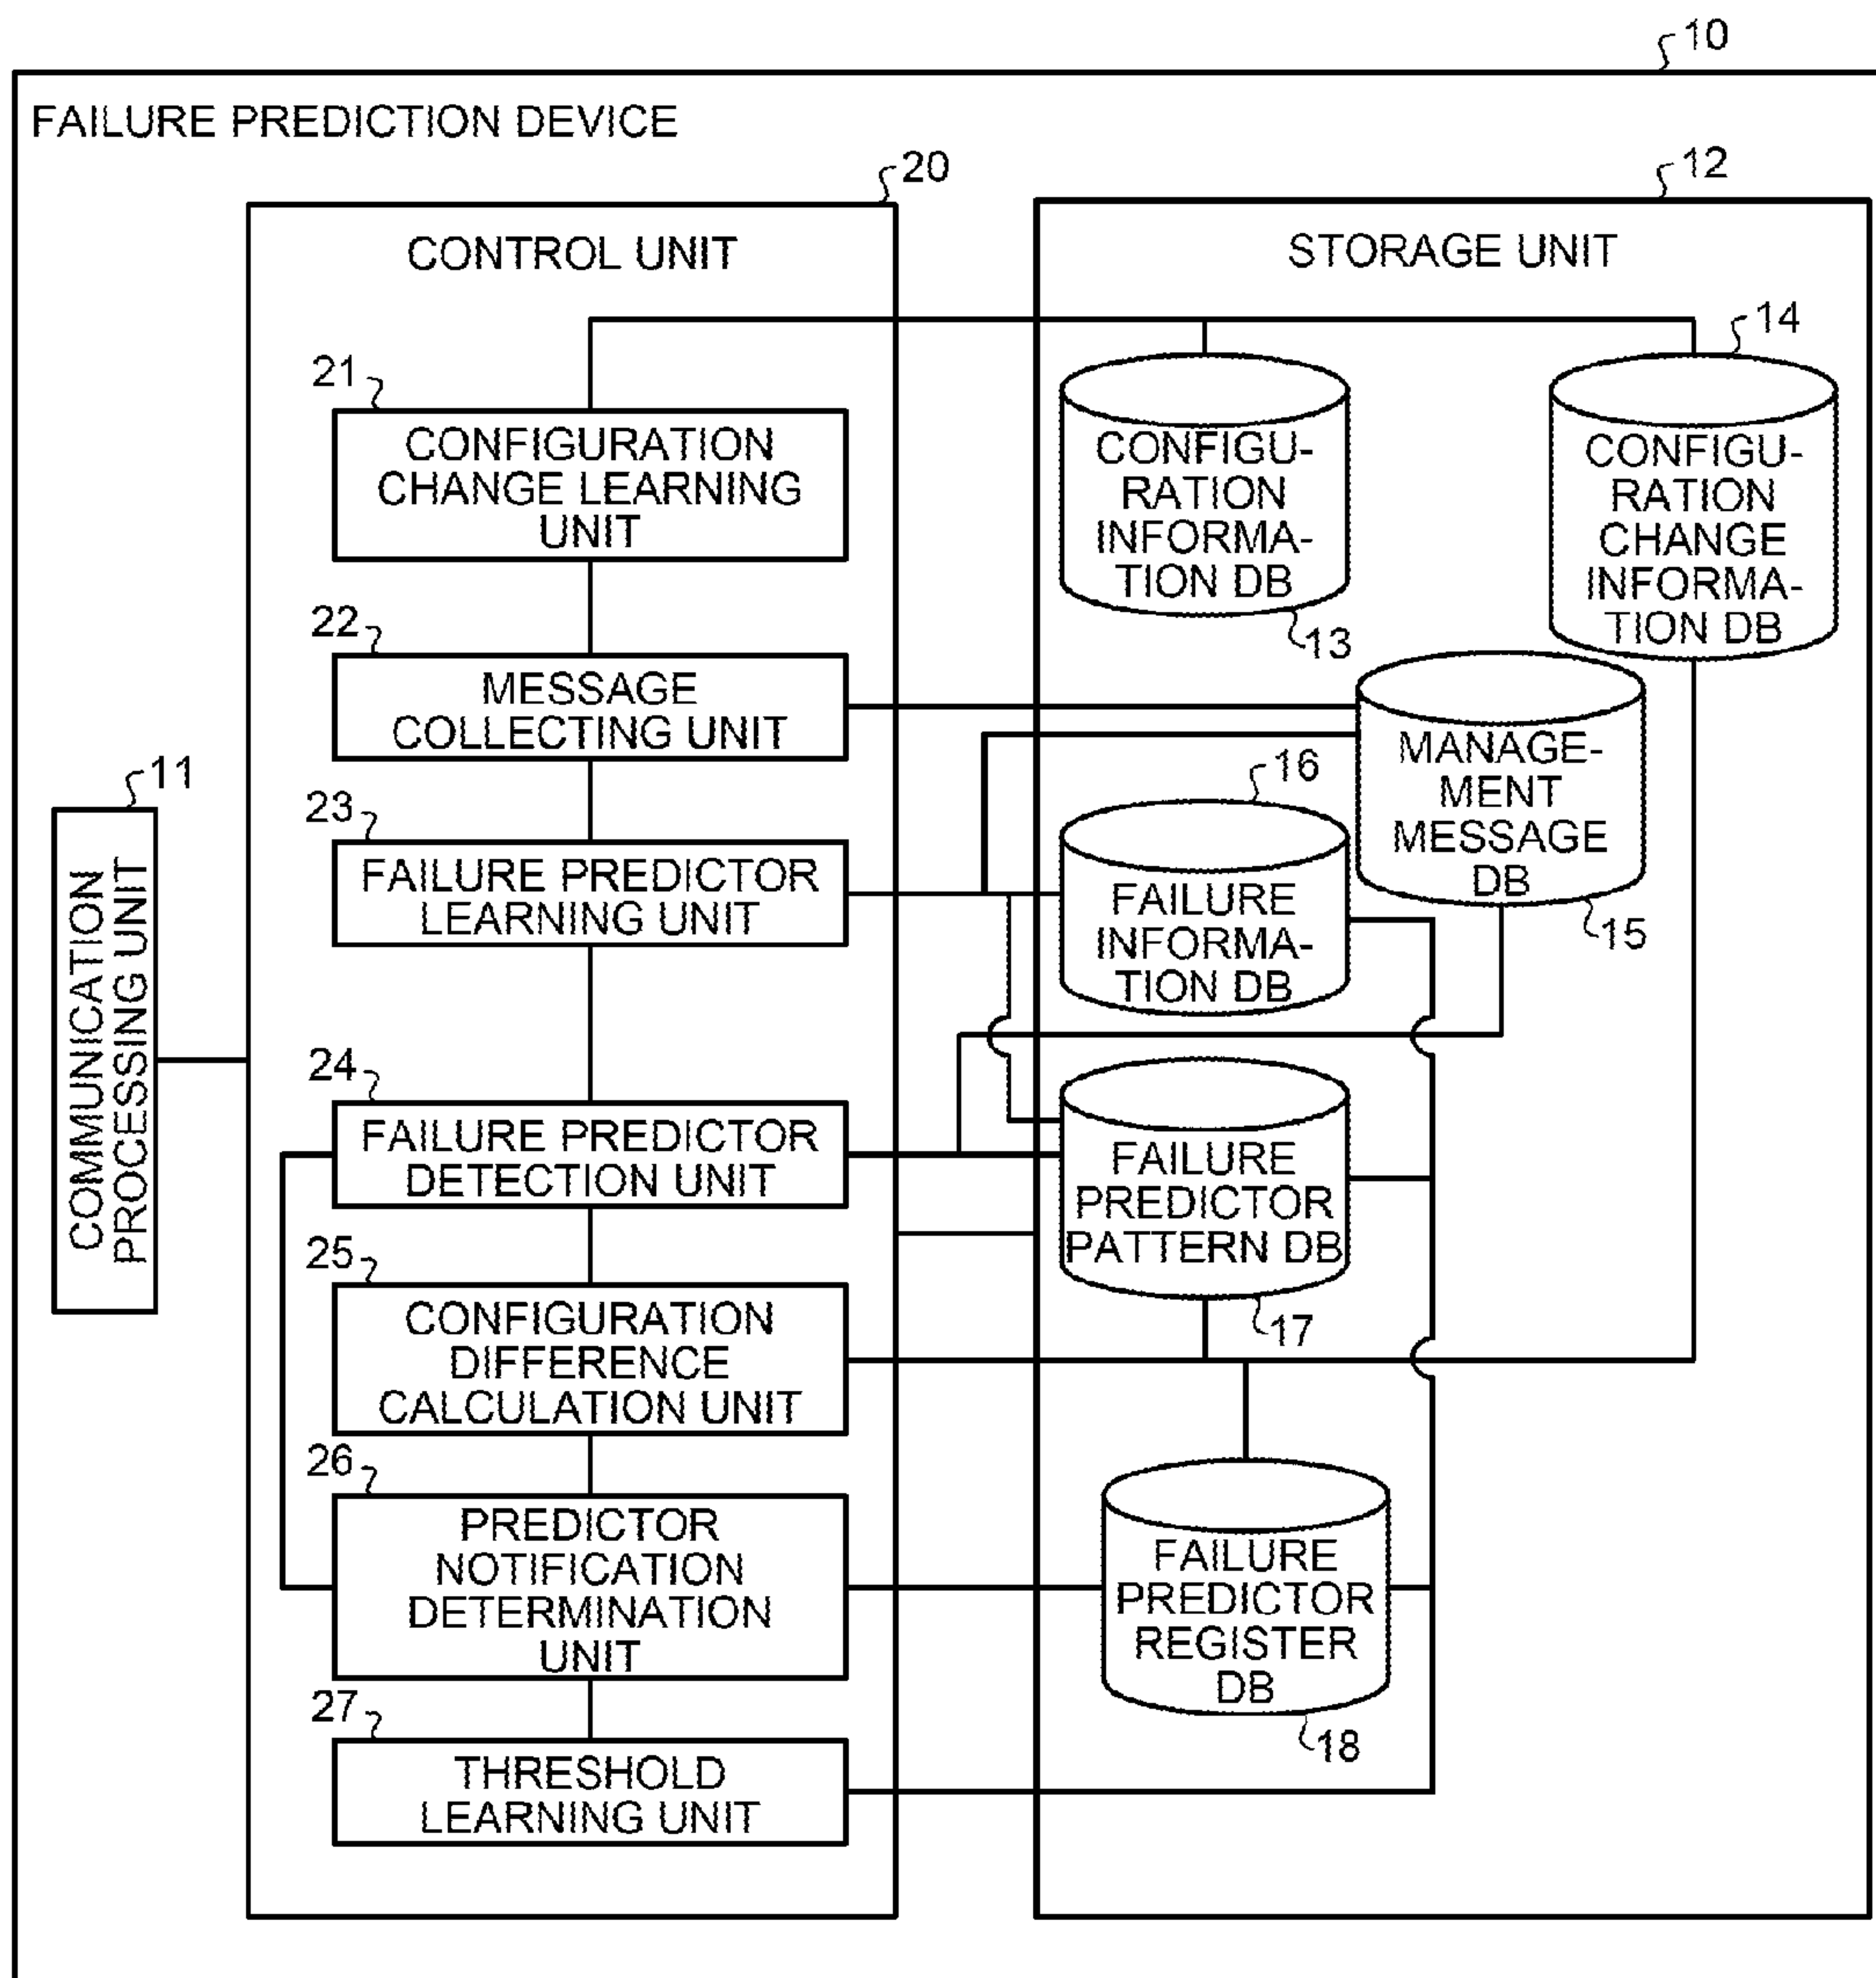 10
FAILURE PREDICTION DEVICE
20
12
CONTROL UNIT
STORAGE UNIT
21
CONFIGURATION
CHANGE LEARNING
UNIT
22
MESSAGE
COLLECTING UNIT
23
FAILURE PREDICTOR
LEARNING UNIT
24
FAILURE PREDICTOR
DETECTION UNIT
25
CONFIGURATION
DIFFERENCE
CALCULATION UNIT
26
PREDICTOR
NOTIFICATION
DETERMINATION
UNIT
27
THRESHOLD
LEARNING UNIT
11
COMMUNICATION
PROCESSING UNIT
CONFIGU-
RATION
INFORMA-
TION DB
13
14
CONFIGU-
RATION
CHANGE
INFORMA-
TION DB
MANAGE-
MENT
MESSAGE
DB
15
16
FAILURE
INFORMA-
TION DB
FAILURE
PREDICTOR
PATTERN DB
17
FAILURE
PREDICTOR
REGISTER
DB
18